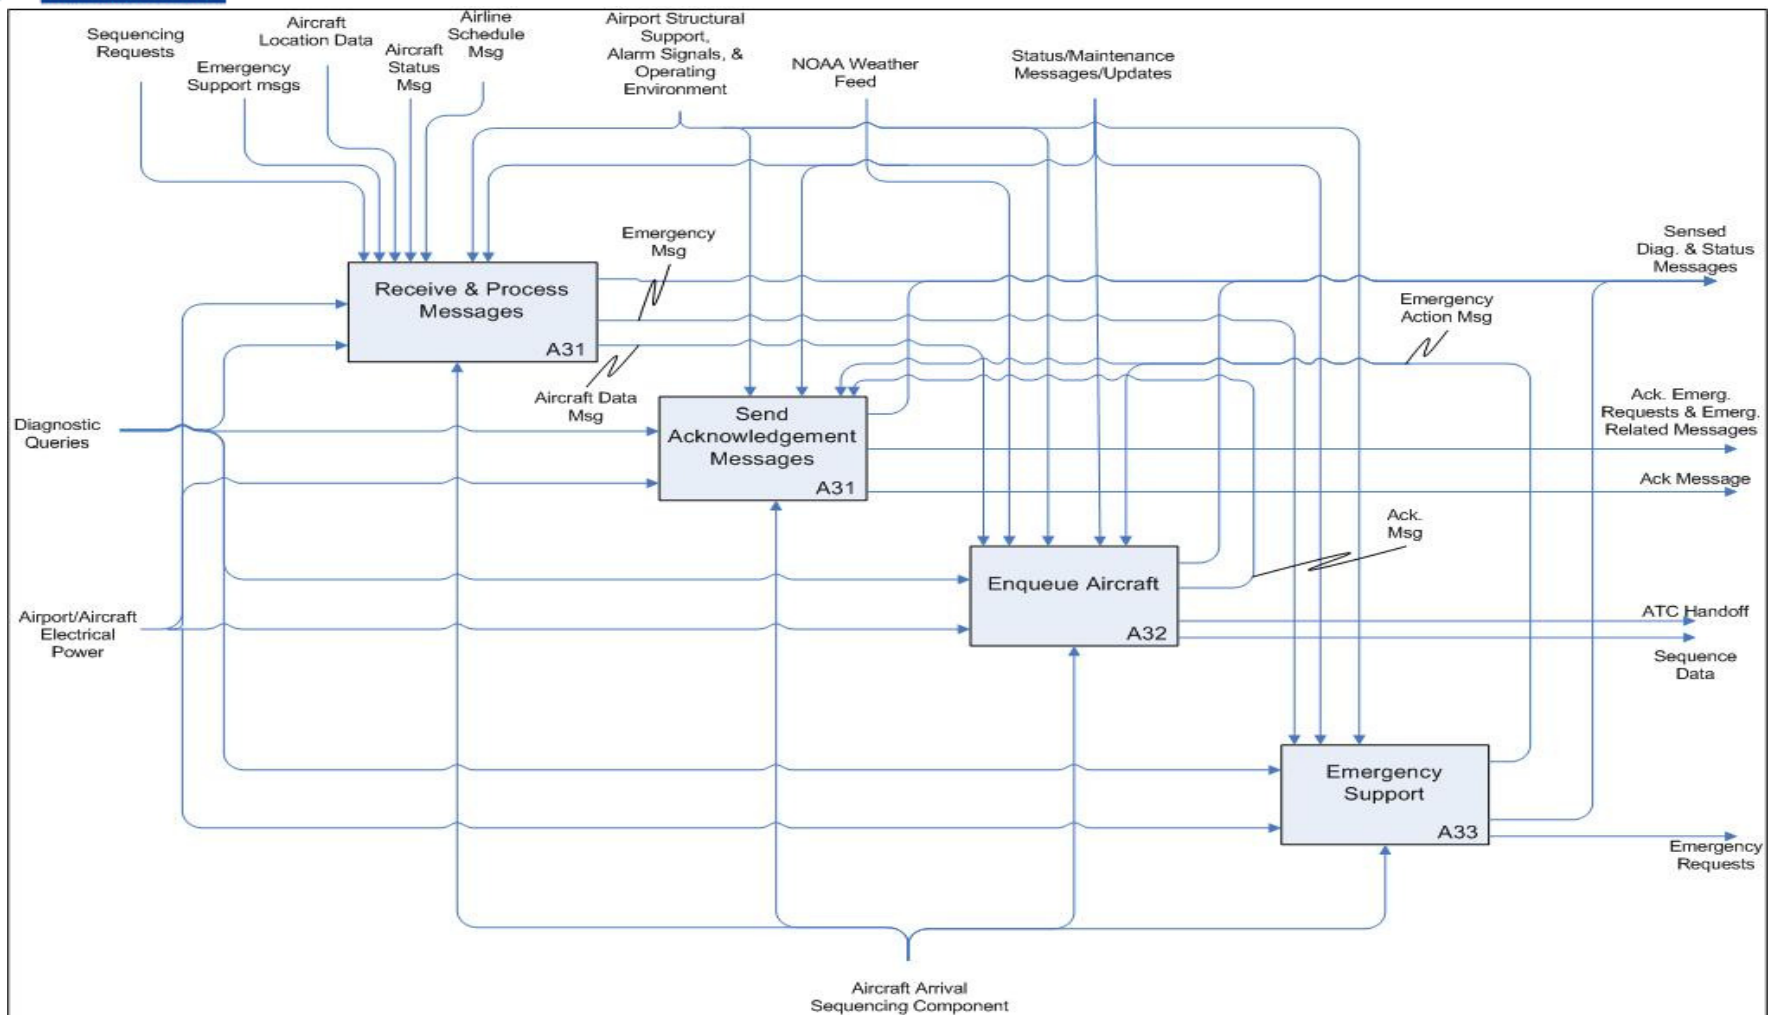 Sequencing
Requests
Emergency
Support msgs
Aircraft
Location Data
Aircraft
Status
Msg
Airline
Schedule
Msg
Airport Structural
Support,
Alarm Signals, &
Operating
Environment
NOAA Weather
Feed
Status/Maintenance
Messages/Updates
Emergency
Msg
Sensed
Diag. & Status
Messages
Receive & Process
Messages
A31
Emergency
Action Msg
Aircraft Data
Msg
Diagnostic
Queries
Send
Acknowledgement
Messages
A31
Ack. Emerg.
Requests & Emerg.
Related Messages
Ack Message
Ack.
Msg
Enqueue Aircraft
A32
Airport/Aircraft
Electrical
Power
ATC Handoff
Sequence
Data
Emergency
Support
A33
Emergency
Requests
Aircraft Arrival
Sequencing Component